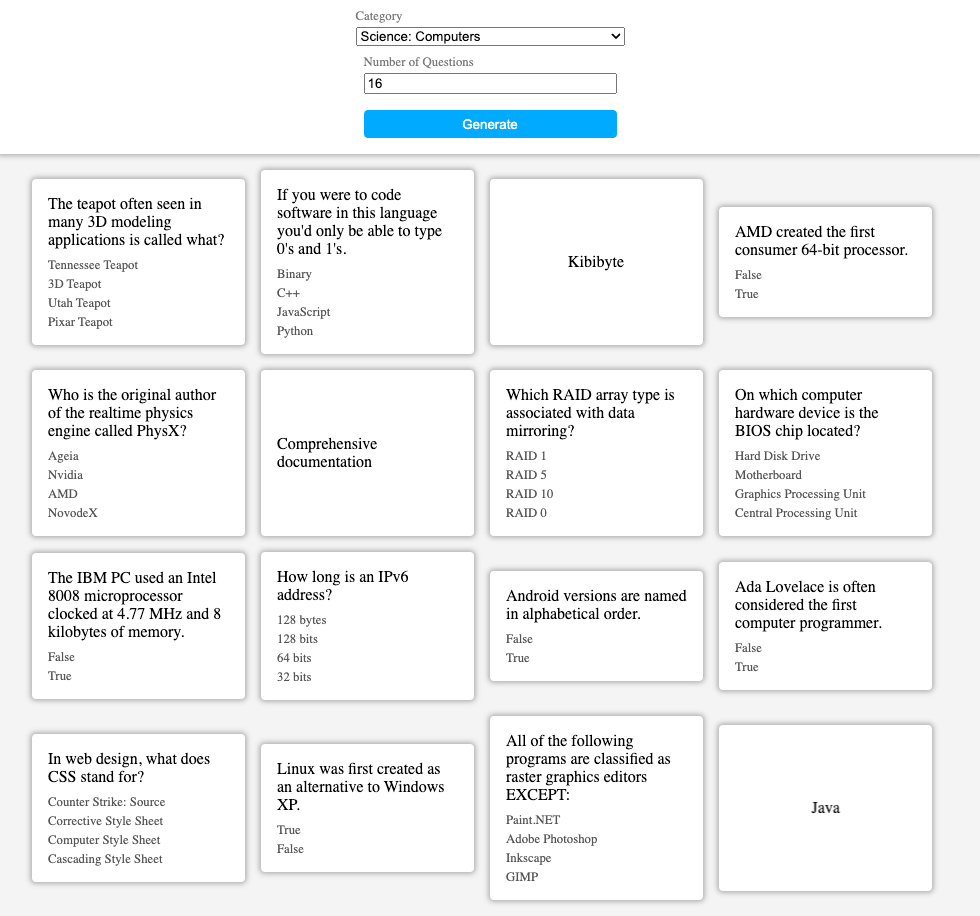 Category
Science: Computers
Number of Questions
16
Generate
The teapot often seen in
many 3D modeling
applications is called what?
Tennessee Teapot
3D Teapot
Utah Teapot
Pixar Teapot
If you were to code
software in this language
you'd only be able to type
0's and 1's.
Binary
C++
JavaScript
Python
Kibibyte
AMD created the first
consumer 64-bit processor.
False
True
Who is the original author
of the realtime physics
engine called PhysX?
Ageia
Nvidia
AMD
NovodeX
Comprehensive
documentation
Which RAID array type is
associated with data
mirroring?
RAID 1
RAID 5
RAID 10
RAID 0
On which computer
hardware device is the
BIOS chip located?
Hard Disk Drive
Motherboard
Graphics Processing Unit
Central Processing Unit
The IBM PC used an Intel
8008 microprocessor
clocked at 4.77 MHz and 8
kilobytes of memory.
False
True
How long is an IPv6
address?
128 bytes
128 bits
64 bits
32 bits
Android versions are named
in alphabetical order.
False
True
Ada Lovelace is often
considered the first
computer programmer.
False
True
In web design, what does
CSS stand for?
Counter Strike: Source
Corrective Style Sheet
Computer Style Sheet
Cascading Style Sheet
Linux was first created as
an alternative to Windows
XP.
True
False
All of the following
programs are classified as
raster graphics editors
EXCEPT:
Paint.NET
Adobe Photoshop
Inkscape
GIMP
Java